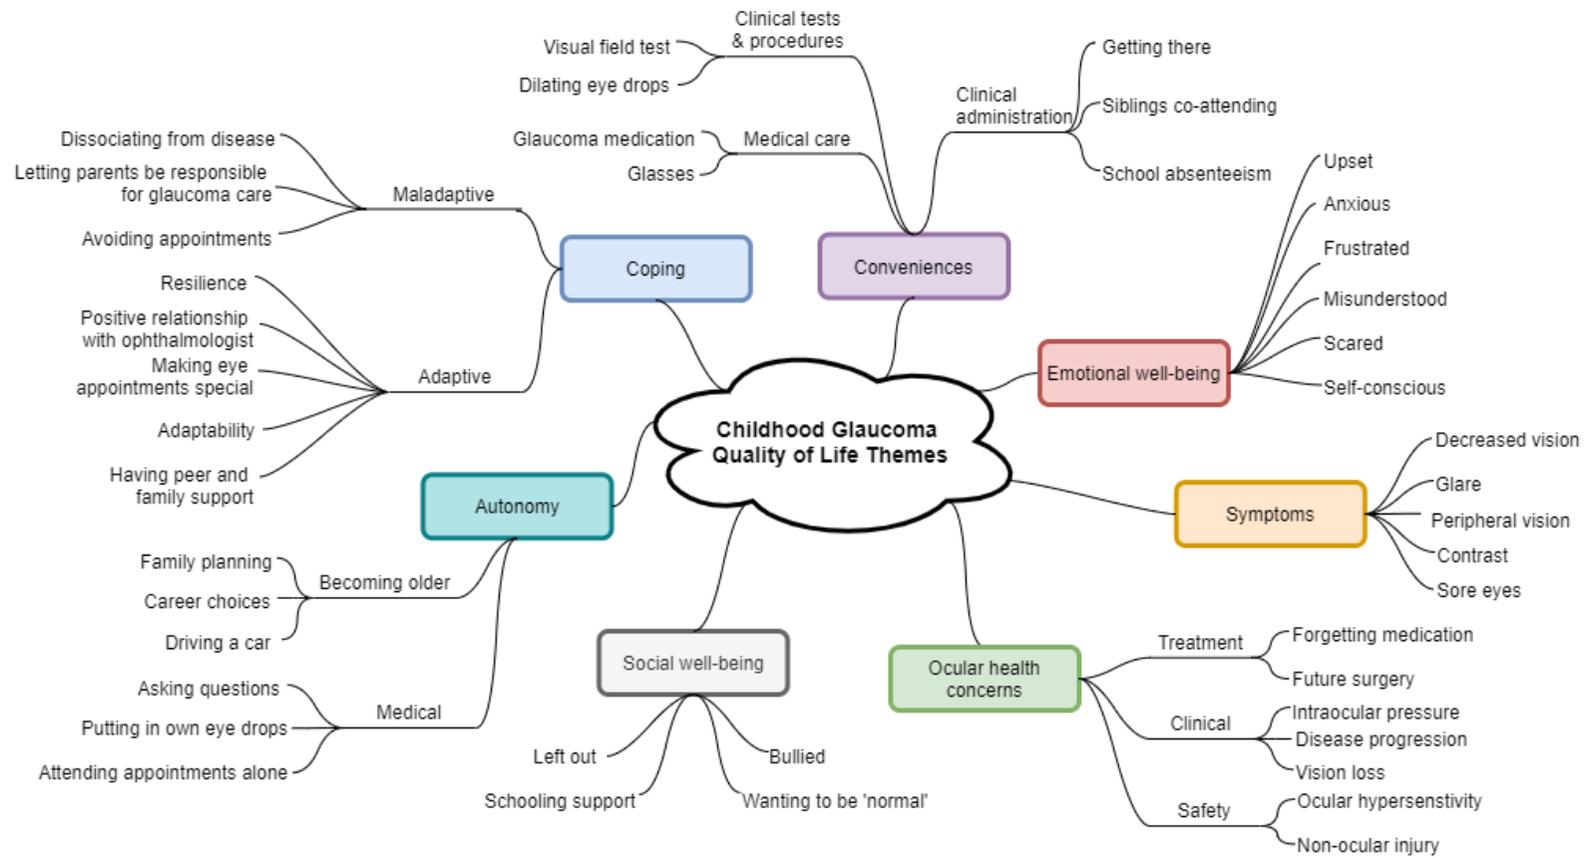 Childhood Glaucoma
Quality of Life Themes
Coping
Maladaptive
Dissociating from disease
Letting parents be responsible
for glaucoma care
Avoiding appointments
Adaptive
Resilience
Positive relationship
with ophthalmologist
Making eye
appointments special
Adaptability
Having peer and
family support
Conveniences
Clinical tests
& procedures
Visual field test
Dilating eye drops
Medical care
Glaucoma medication
Glasses
Clinical
administration
Getting there
Siblings co-attending
School absenteeism
Emotional well-being
Upset
Anxious
Frustrated
Misunderstood
Scared
Self-conscious
Symptoms
Decreased vision
Glare
Peripheral vision
Contrast
Sore eyes
Ocular health
concerns
Treatment
Forgetting medication
Future surgery
Clinical
Intraocular pressure
Disease progression
Vision loss
Safety
Ocular hypersenstivity
Non-ocular injury
Social well-being
Left out
Schooling support
Bullied
Wanting to be 'normal'
Autonomy
Becoming older
Family planning
Career choices
Driving a car
Medical
Asking questions
Putting in own eye drops
Attending appointments alone